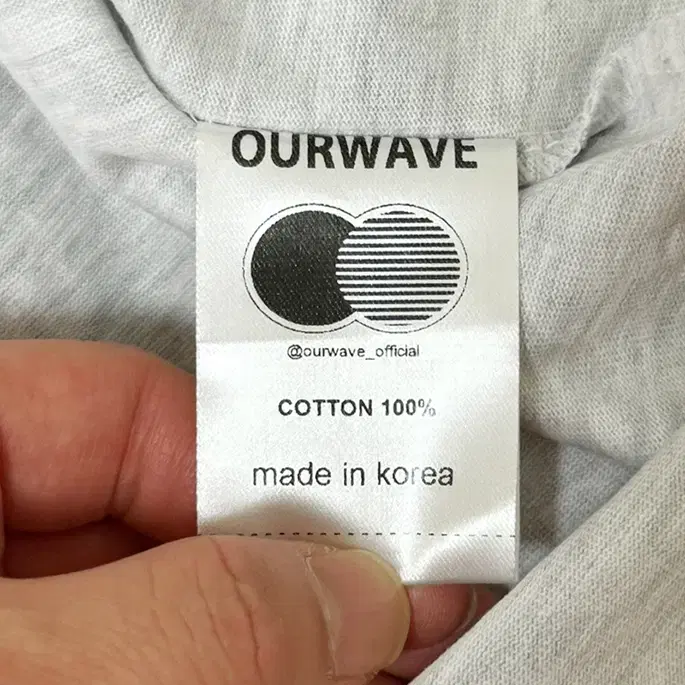 OURWAVE
@ourwave_official
COTTON 100%
made in korea